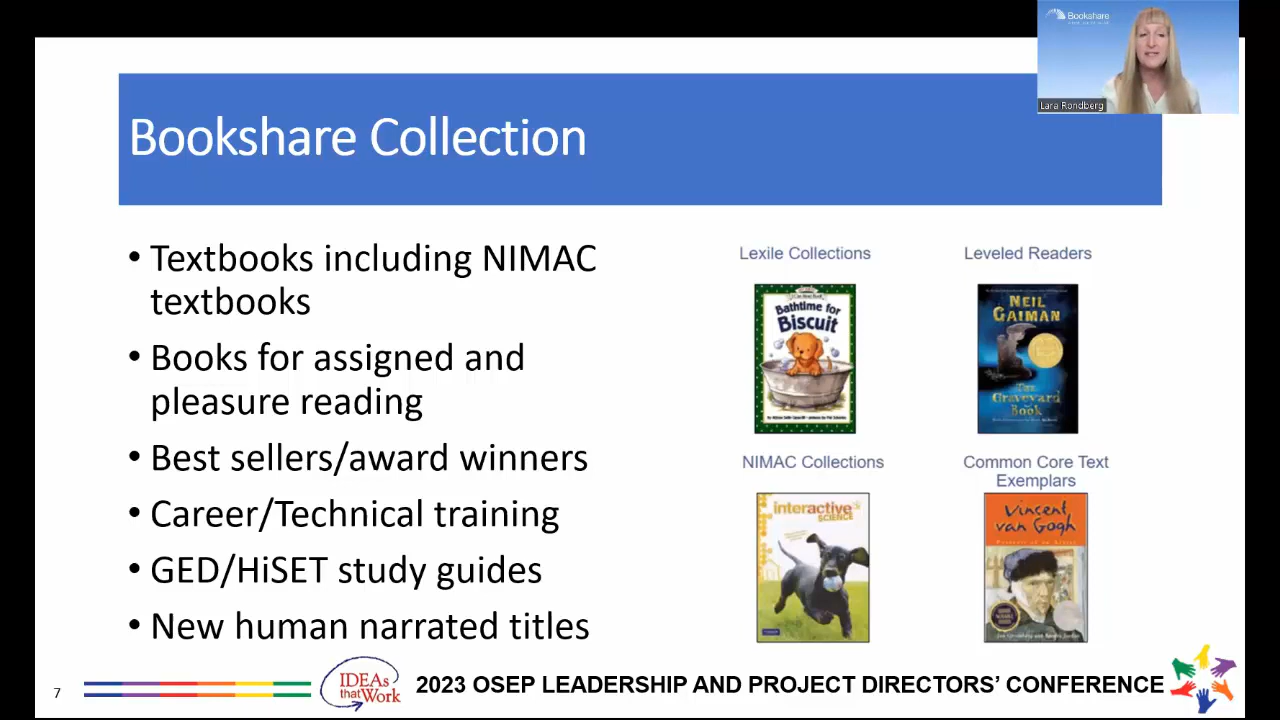 Bookshare
Lara Rondberg
Bookshare Collection
• Textbooks including NIMAC
textbooks
• Books for assigned and
pleasure reading
• Best sellers/award winners
• Career/Technical training
• GED/HiSET study guides
• New human narrated titles
Lexile Collections
Bathtime for
Biscuit
Leveled Readers
NEIL
GAIMAN
The
Graveyard
Book
NIMAC Collections
interactive
SCIENCE
Common Core Text
Exemplars
Vincent
van Gogh
7
IDEAs
that Work
2023 OSEP LEADERSHIP AND PROJECT DIRECTORS’ CONFERENCE